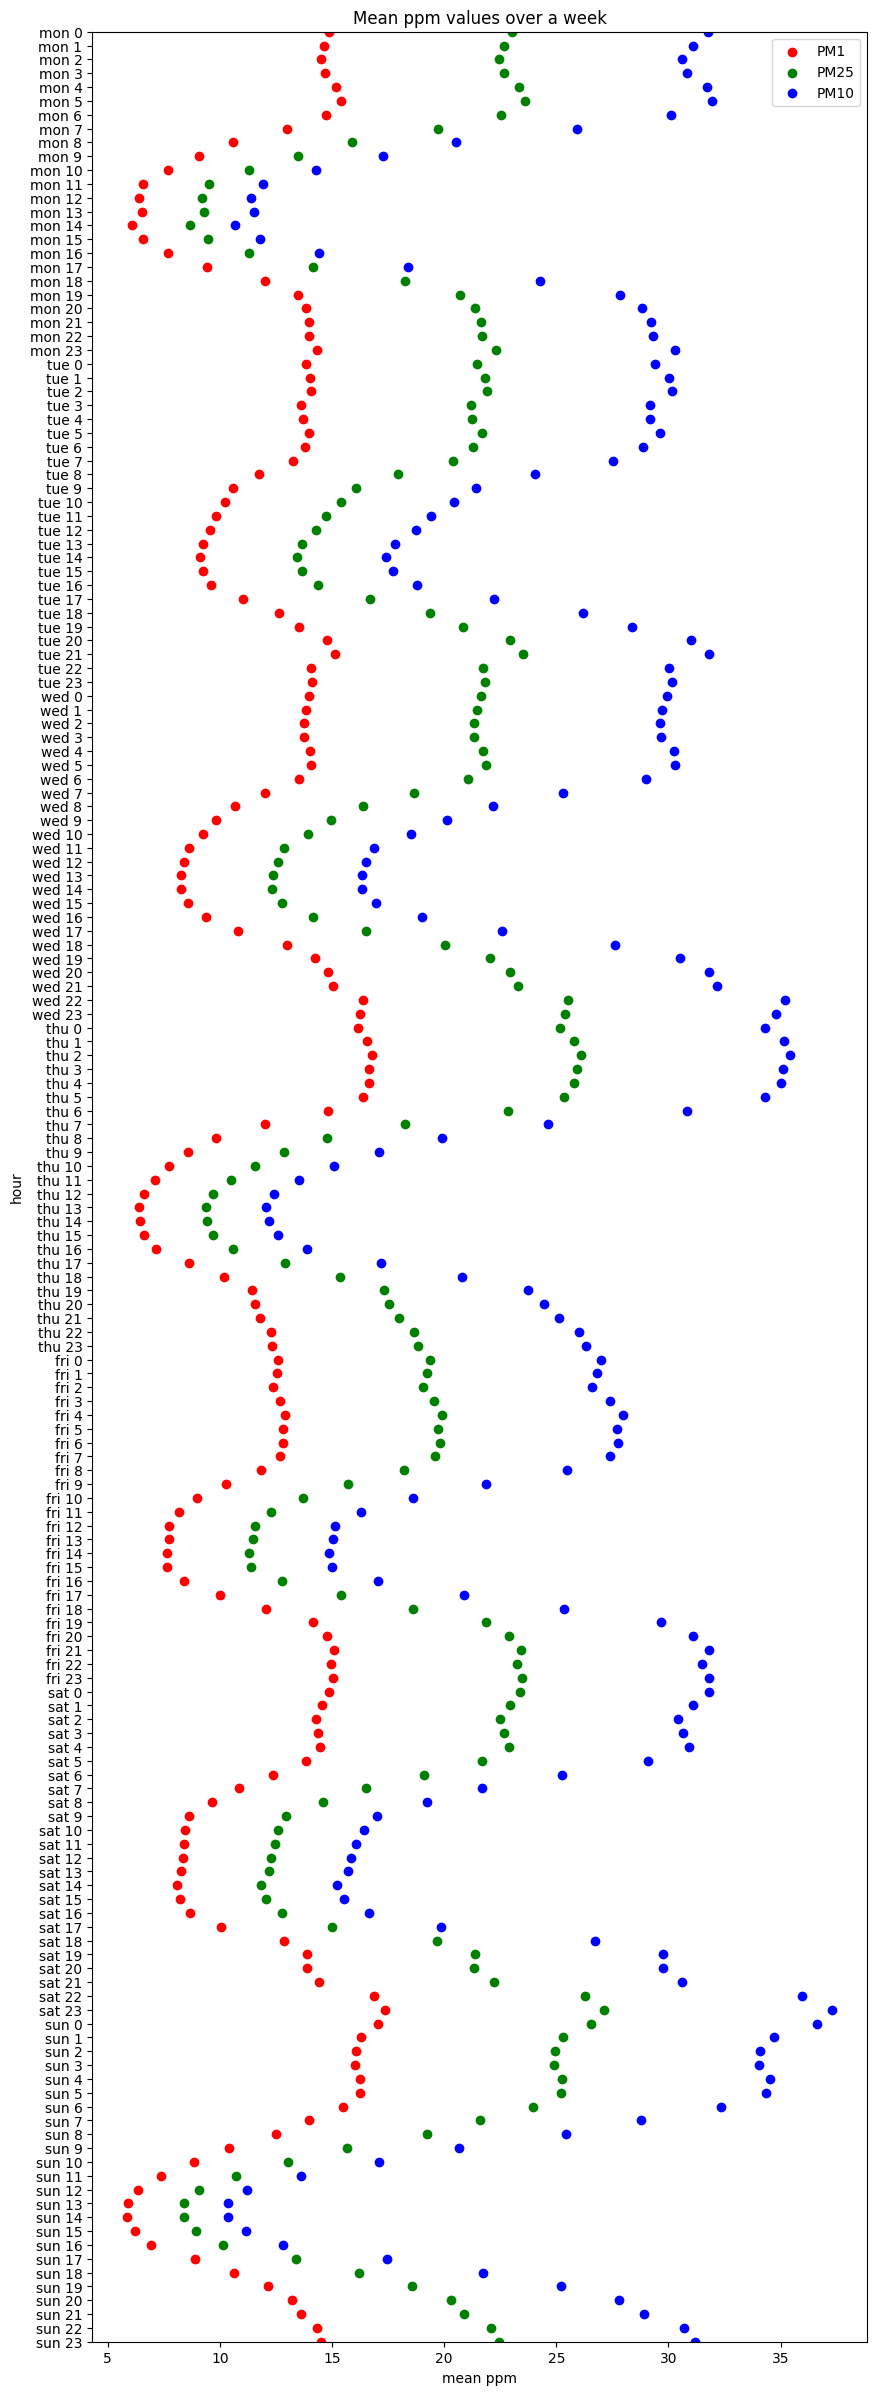 Mean ppm values over a week
PM1
PM25
PM10
mon 0
mon 1
mon 2
mon 3
mon 4
mon 5
mon 6
mon 7
mon 8
mon 9
mon 10
mon 11
mon 12
mon 13
mon 14
mon 15
mon 16
mon 17
mon 18
mon 19
mon 20
mon 21
mon 22
mon 23
tue 0
tue 1
tue 2
tue 3
tue 4
tue 5
tue 6
tue 7
tue 8
tue 9
tue 10
tue 11
tue 12
tue 13
tue 14
tue 15
tue 16
tue 17
tue 18
tue 19
tue 20
tue 21
tue 22
tue 23
wed 0
wed 1
wed 2
wed 3
wed 4
wed 5
wed 6
wed 7
wed 8
wed 9
wed 10
wed 11
wed 12
wed 13
wed 14
wed 15
wed 16
wed 17
wed 18
wed 19
wed 20
wed 21
wed 22
wed 23
thu 0
thu 1
thu 2
thu 3
thu 4
thu 5
thu 6
thu 7
thu 8
thu 9
thu 10
thu 11
thu 12
thu 13
thu 14
thu 15
thu 16
thu 17
thu 18
thu 19
thu 20
thu 21
thu 22
thu 23
fri 0
fri 1
fri 2
fri 3
fri 4
fri 5
fri 6
fri 7
fri 8
fri 9
fri 10
fri 11
fri 12
fri 13
fri 14
fri 15
fri 16
fri 17
fri 18
fri 19
fri 20
fri 21
fri 22
fri 23
sat 0
sat 1
sat 2
sat 3
sat 4
sat 5
sat 6
sat 7
sat 8
sat 9
sat 10
sat 11
sat 12
sat 13
sat 14
sat 15
sat 16
sat 17
sat 18
sat 19
sat 20
sat 21
sat 22
sat 23
sun 0
sun 1
sun 2
sun 3
sun 4
sun 5
sun 6
sun 7
sun 8
sun 9
sun 10
sun 11
sun 12
sun 13
sun 14
sun 15
sun 16
sun 17
sun 18
sun 19
sun 20
sun 21
sun 22
sun 23
hour
5 10 15 20 25 30 35
mean ppm